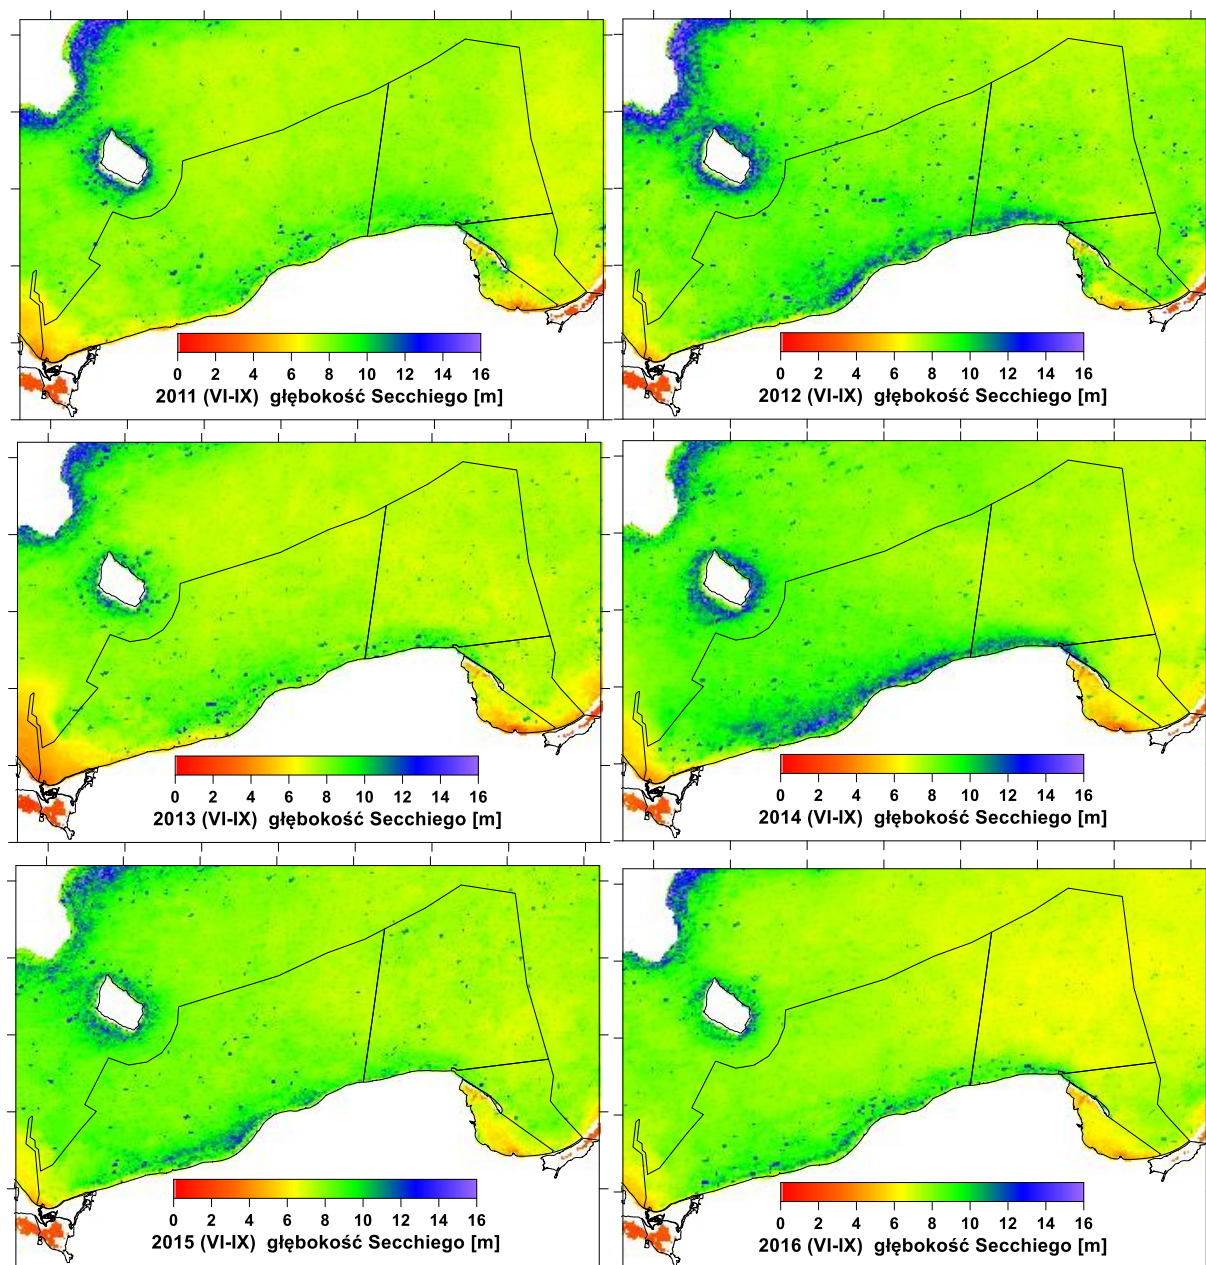 0 2 4 6 8 10 12 14 16
2011 (VI-IX) głębokość Secchiego [m]
0 2 4 6 8 10 12 14 16
2012 (VI-IX) głębokość Secchiego [m]
0 2 4 6 8 10 12 14 16
2013 (VI-IX) głębokość Secchiego [m]
0 2 4 6 8 10 12 14 16
2014 (VI-IX) głębokość Secchiego [m]
0 2 4 6 8 10 12 14 16
2015 (VI-IX) głębokość Secchiego [m]
0 2 4 6 8 10 12 14 16
2016 (VI-IX) głębokość Secchiego [m]